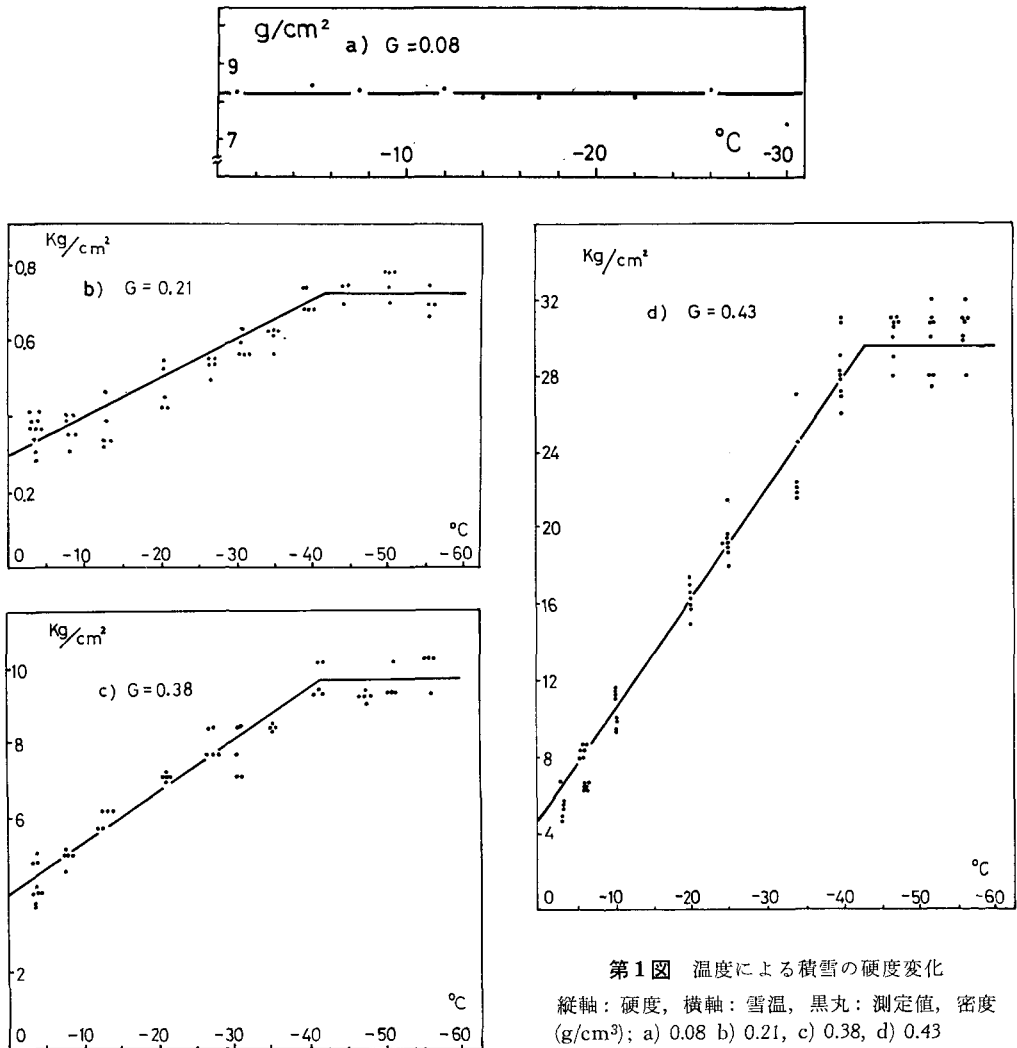 g/cm²
a) G =0.08
9
7
-10
-20
°C
-30
Kg/cm²
0.8
b) G = 0.21
0.6
0.2
°C
0
-10
-20
-30
-40
-50
-60
Kg/cm²
10
c) G=0.38
8
6
2
°C
0
-10
-20
-30
-40
-50
-60
Kg/cm²
32
d) G=0.43
28
24
20
16
12
8
4
°C
0
-10
-20
-30
-40
-50
-60
第1図 温度による積雪の硬度変化
縦軸: 硬度, 横軸: 雪温, 黒丸: 測定値, 密度
(g/cm³); a) 0.08 b) 0.21, c) 0.38, d) 0.43